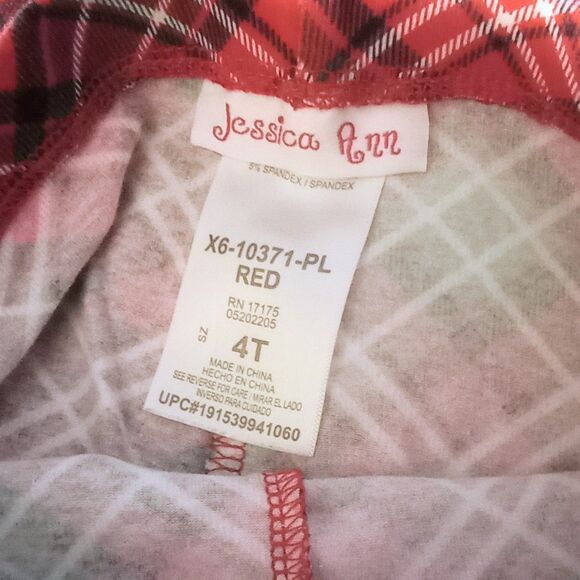 Jessica Ann
5% SPANDEX / SPANDEX
X6-10371-PL
RED
RN 17175
05202205
SZ 4T
MADE IN CHINA
HECHO EN CHINA
SEE REVERSE FOR CARE / MIRAR EL LADO
INVERSO PARA CUIDADO
UPC#191539941060